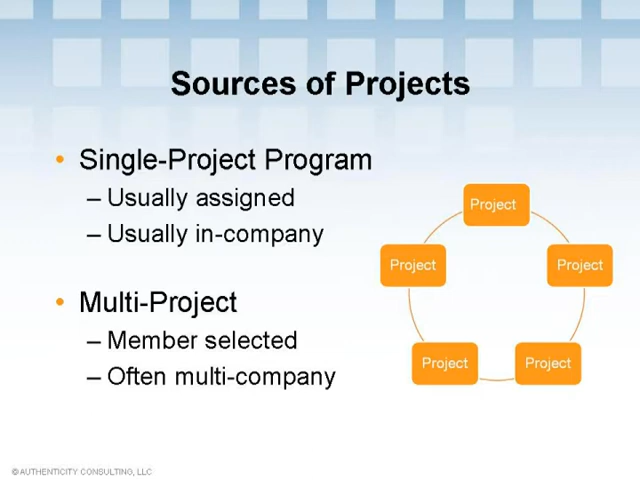 Sources of Projects
• Single-Project Program
– Usually assigned
– Usually in-company
• Multi-Project
– Member selected
– Often multi-company
Project
Project
Project
Project
Project
© AUTHENTICITY CONSULTING, LLC